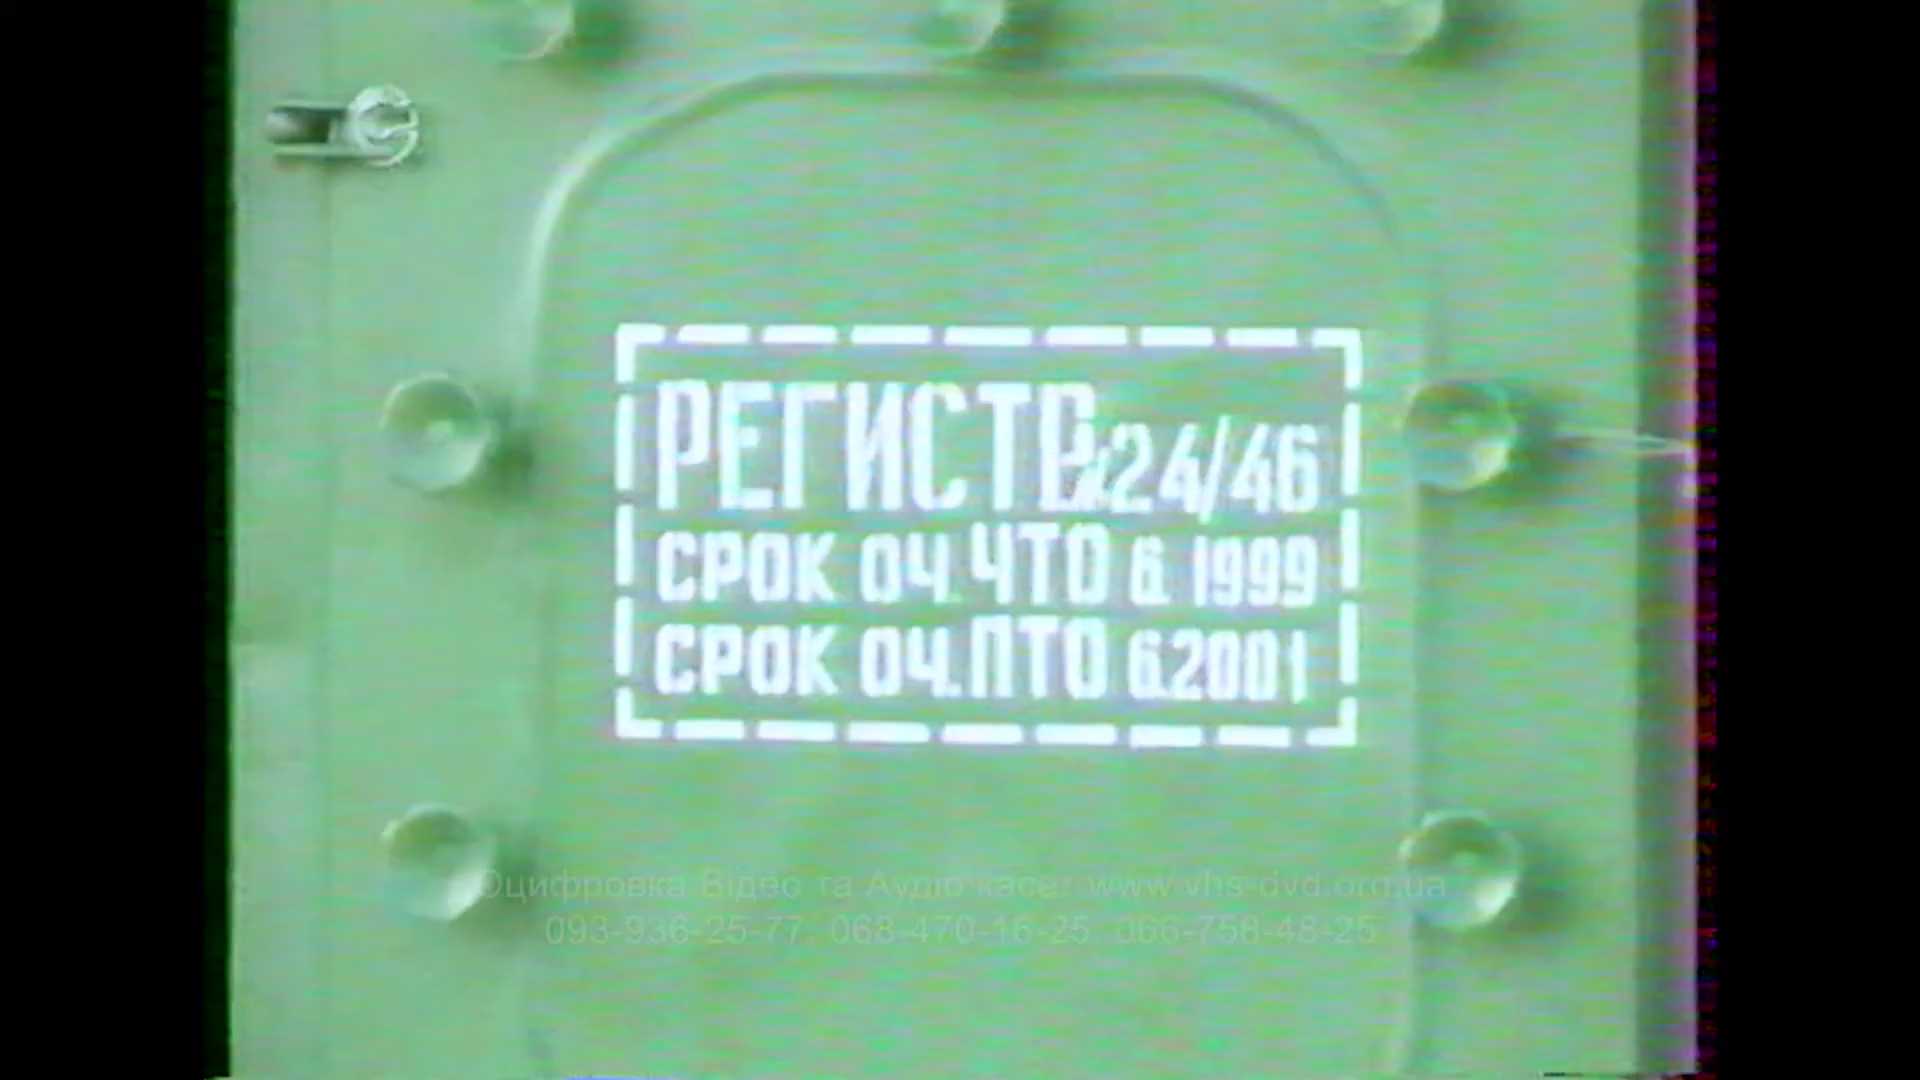 РЕГИСТР.№24/46
СРОК ОЧ.ЧТО 6.1999
СРОК ОЧ.ПТО 6.2001
Оцифровка Відео та Аудіо касет www.vhs-dvd.org.ua
093-936-25-77, 068-470-16-25, 066-758-48-25